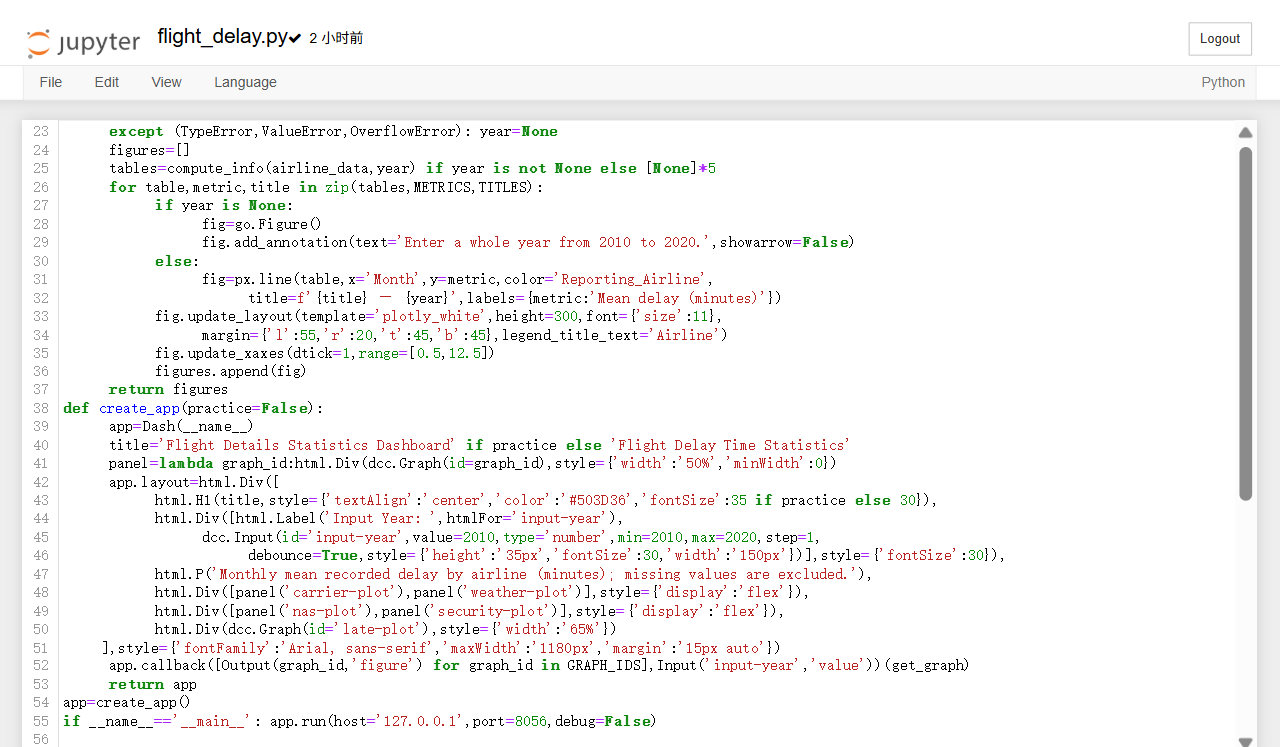 jupyter flight_delay.py 2 小时前 Logout
File Edit View Language Python
23 except (TypeError,ValueError,OverflowError): year=None
24 figures=[]
25 tables=compute_info(airline_data,year) if year is not None else [None]*5
26 for table,metric,title in zip(tables,METRICS,TITLES):
27 if year is None:
28 fig=go.Figure()
29 fig.add_annotation(text='Enter a whole year from 2010 to 2020.',showarrow=False)
30 else:
31 fig=px.line(table,x='Month',y=metric,color='Reporting_Airline',
32 title=f'{title} — {year}',labels={metric:'Mean delay (minutes)'})
33 fig.update_layout(template='plotly_white',height=300,font={'size':11},
34 margin={'l':55,'r':20,'t':45,'b':45},legend_title_text='Airline')
35 fig.update_xaxes(dtick=1,range=[0.5,12.5])
36 figures.append(fig)
37 return figures
38 def create_app(practice=False):
39 app=Dash(__name__)
40 title='Flight Details Statistics Dashboard' if practice else 'Flight Delay Time Statistics'
41 panel=lambda graph_id:html.Div(dcc.Graph(id=graph_id),style={'width':'50%','minWidth':0})
42 app.layout=html.Div([
43 html.H1(title,style={'textAlign':'center','color':'#503D36','fontSize':35 if practice else 30}),
44 html.Div([html.Label('Input Year: ',htmlFor='input-year'),
45 dcc.Input(id='input-year',value=2010,type='number',min=2010,max=2020,step=1,
46 debounce=True,style={'height':'35px','fontSize':30,'width':'150px'})],style={'fontSize':30}),
47 html.P('Monthly mean recorded delay by airline (minutes); missing values are excluded.'),
48 html.Div([panel('carrier-plot'),panel('weather-plot')],style={'display':'flex'}),
49 html.Div([panel('nas-plot'),panel('security-plot')],style={'display':'flex'}),
50 html.Div(dcc.Graph(id='late-plot'),style={'width':'65%'})
51 ],style={'fontFamily':'Arial, sans-serif','maxWidth':'1180px','margin':'15px auto'})
52 app.callback([Output(graph_id,'figure') for graph_id in GRAPH_IDS],Input('input-year','value'))(get_graph)
53 return app
54 app=create_app()
55 if __name__=='__main__': app.run(host='127.0.0.1',port=8056,debug=False)
56